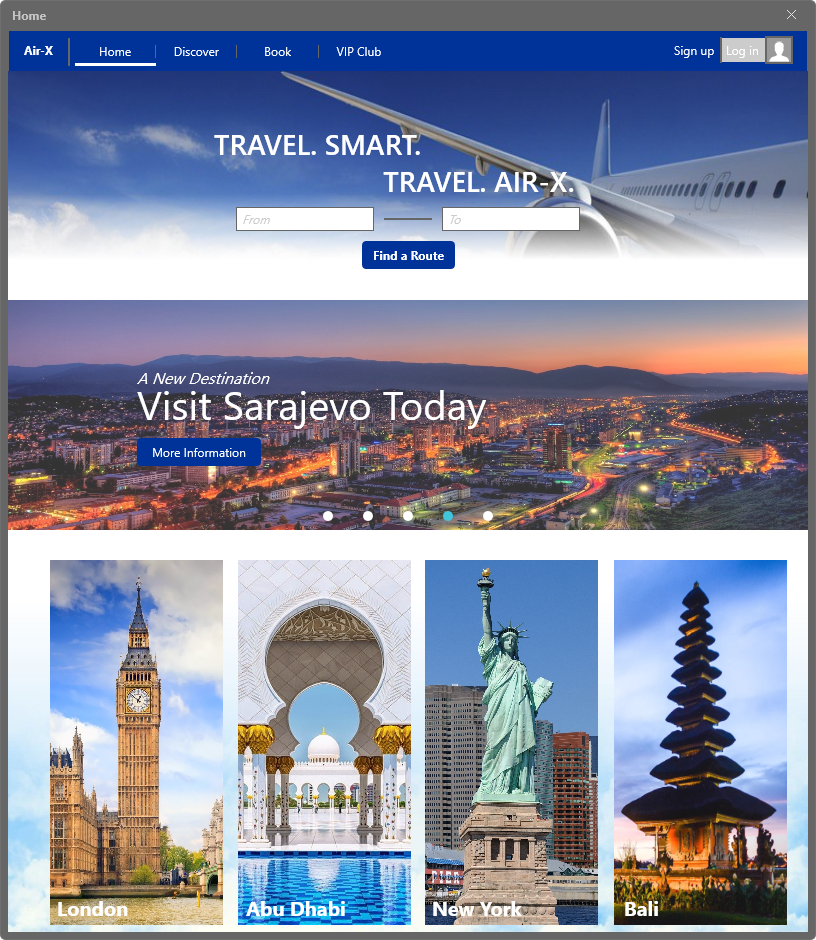 Home
Air-X Home Discover Book VIP Club Sign up Log in
TRAVEL. SMART.
TRAVEL. AIR-X.
From To
Find a Route
A New Destination
Visit Sarajevo Today
More Information
London Abu Dhabi New York Bali